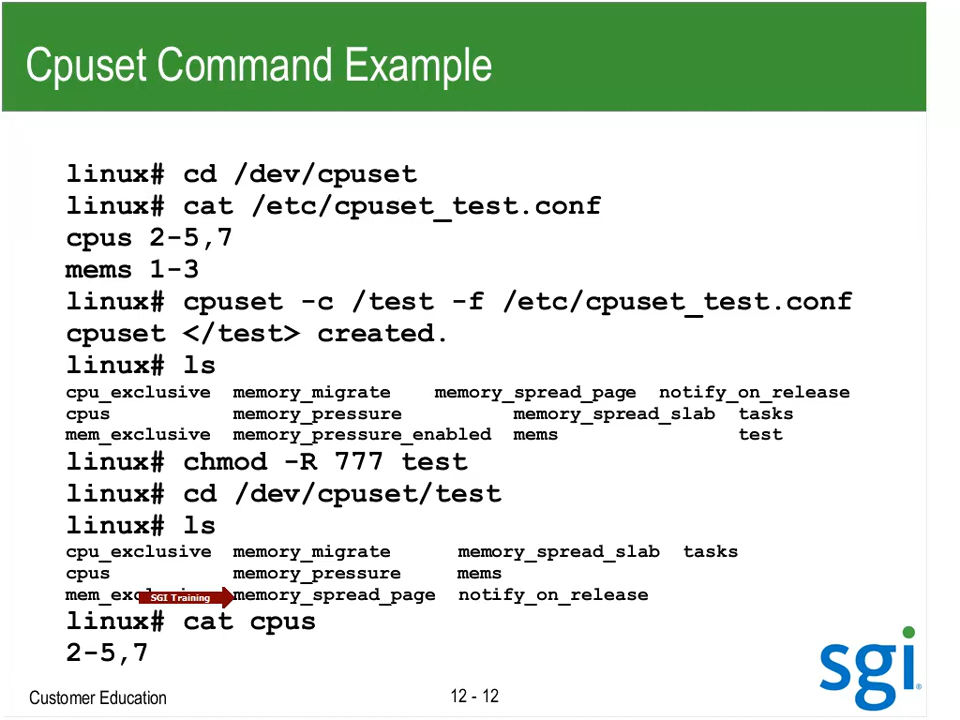 Cpuset Command Example
linux# cd /dev/cpuset
linux# cat /etc/cpuset_test.conf
cpus 2-5,7
mems 1-3
linux# cpuset -c /test -f /etc/cpuset_test.conf
cpuset </test> created.
linux# ls
cpu_exclusive memory_migrate memory_spread_page notify_on_release
cpus memory_pressure memory_spread_slab tasks
mem_exclusive memory_pressure_enabled mems test
linux# chmod -R 777 test
linux# cd /dev/cpuset/test
linux# ls
cpu_exclusive memory_migrate memory_spread_slab tasks
cpus memory_pressure mems
SGI Training memory_spread_page notify_on_release
linux# cat cpus
2-5,7
Customer Education
12 - 12
sgi®